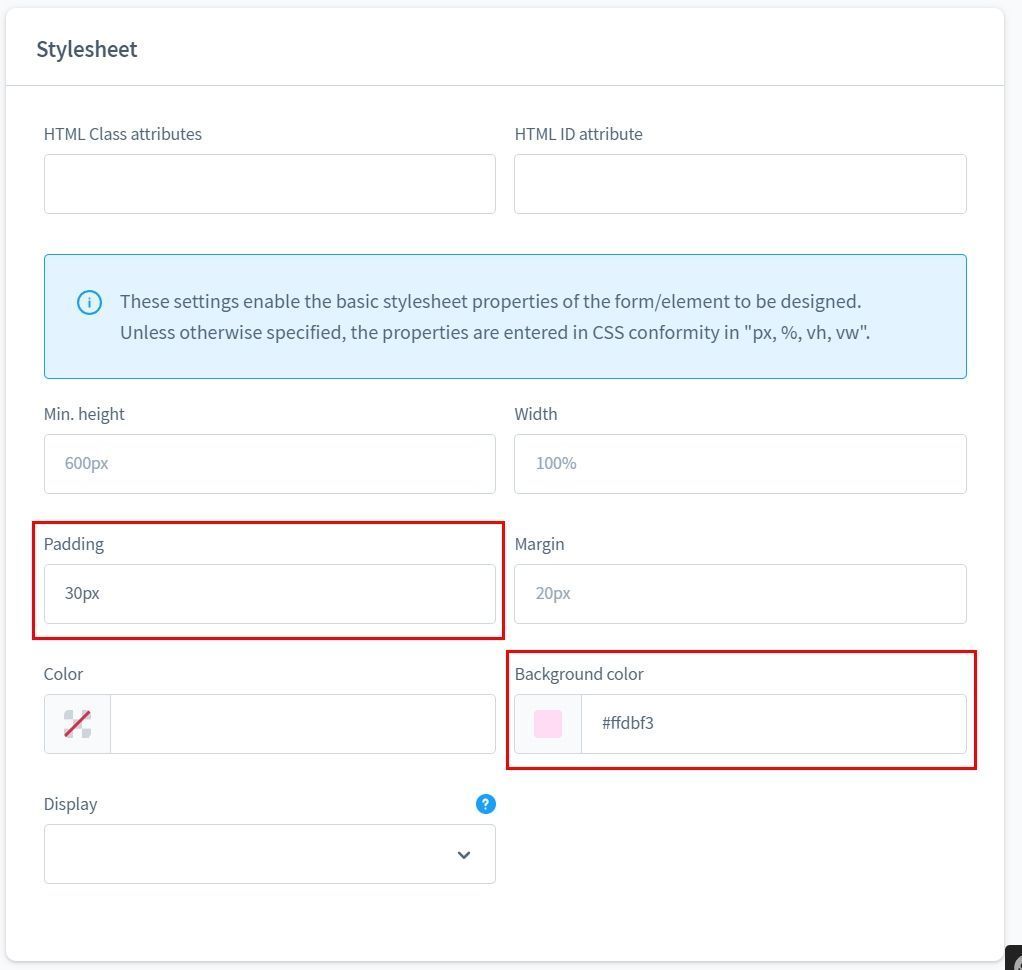 Stylesheet
HTML Class attributes
HTML ID attribute
These settings enable the basic stylesheet properties of the form/element to be designed.
Unless otherwise specified, the properties are entered in CSS conformity in "px, %, vh, vw".
Min. height
Width
600px
100%
Padding
Margin
30px
20px
Color
Background color
#ffdbf3
Display
?